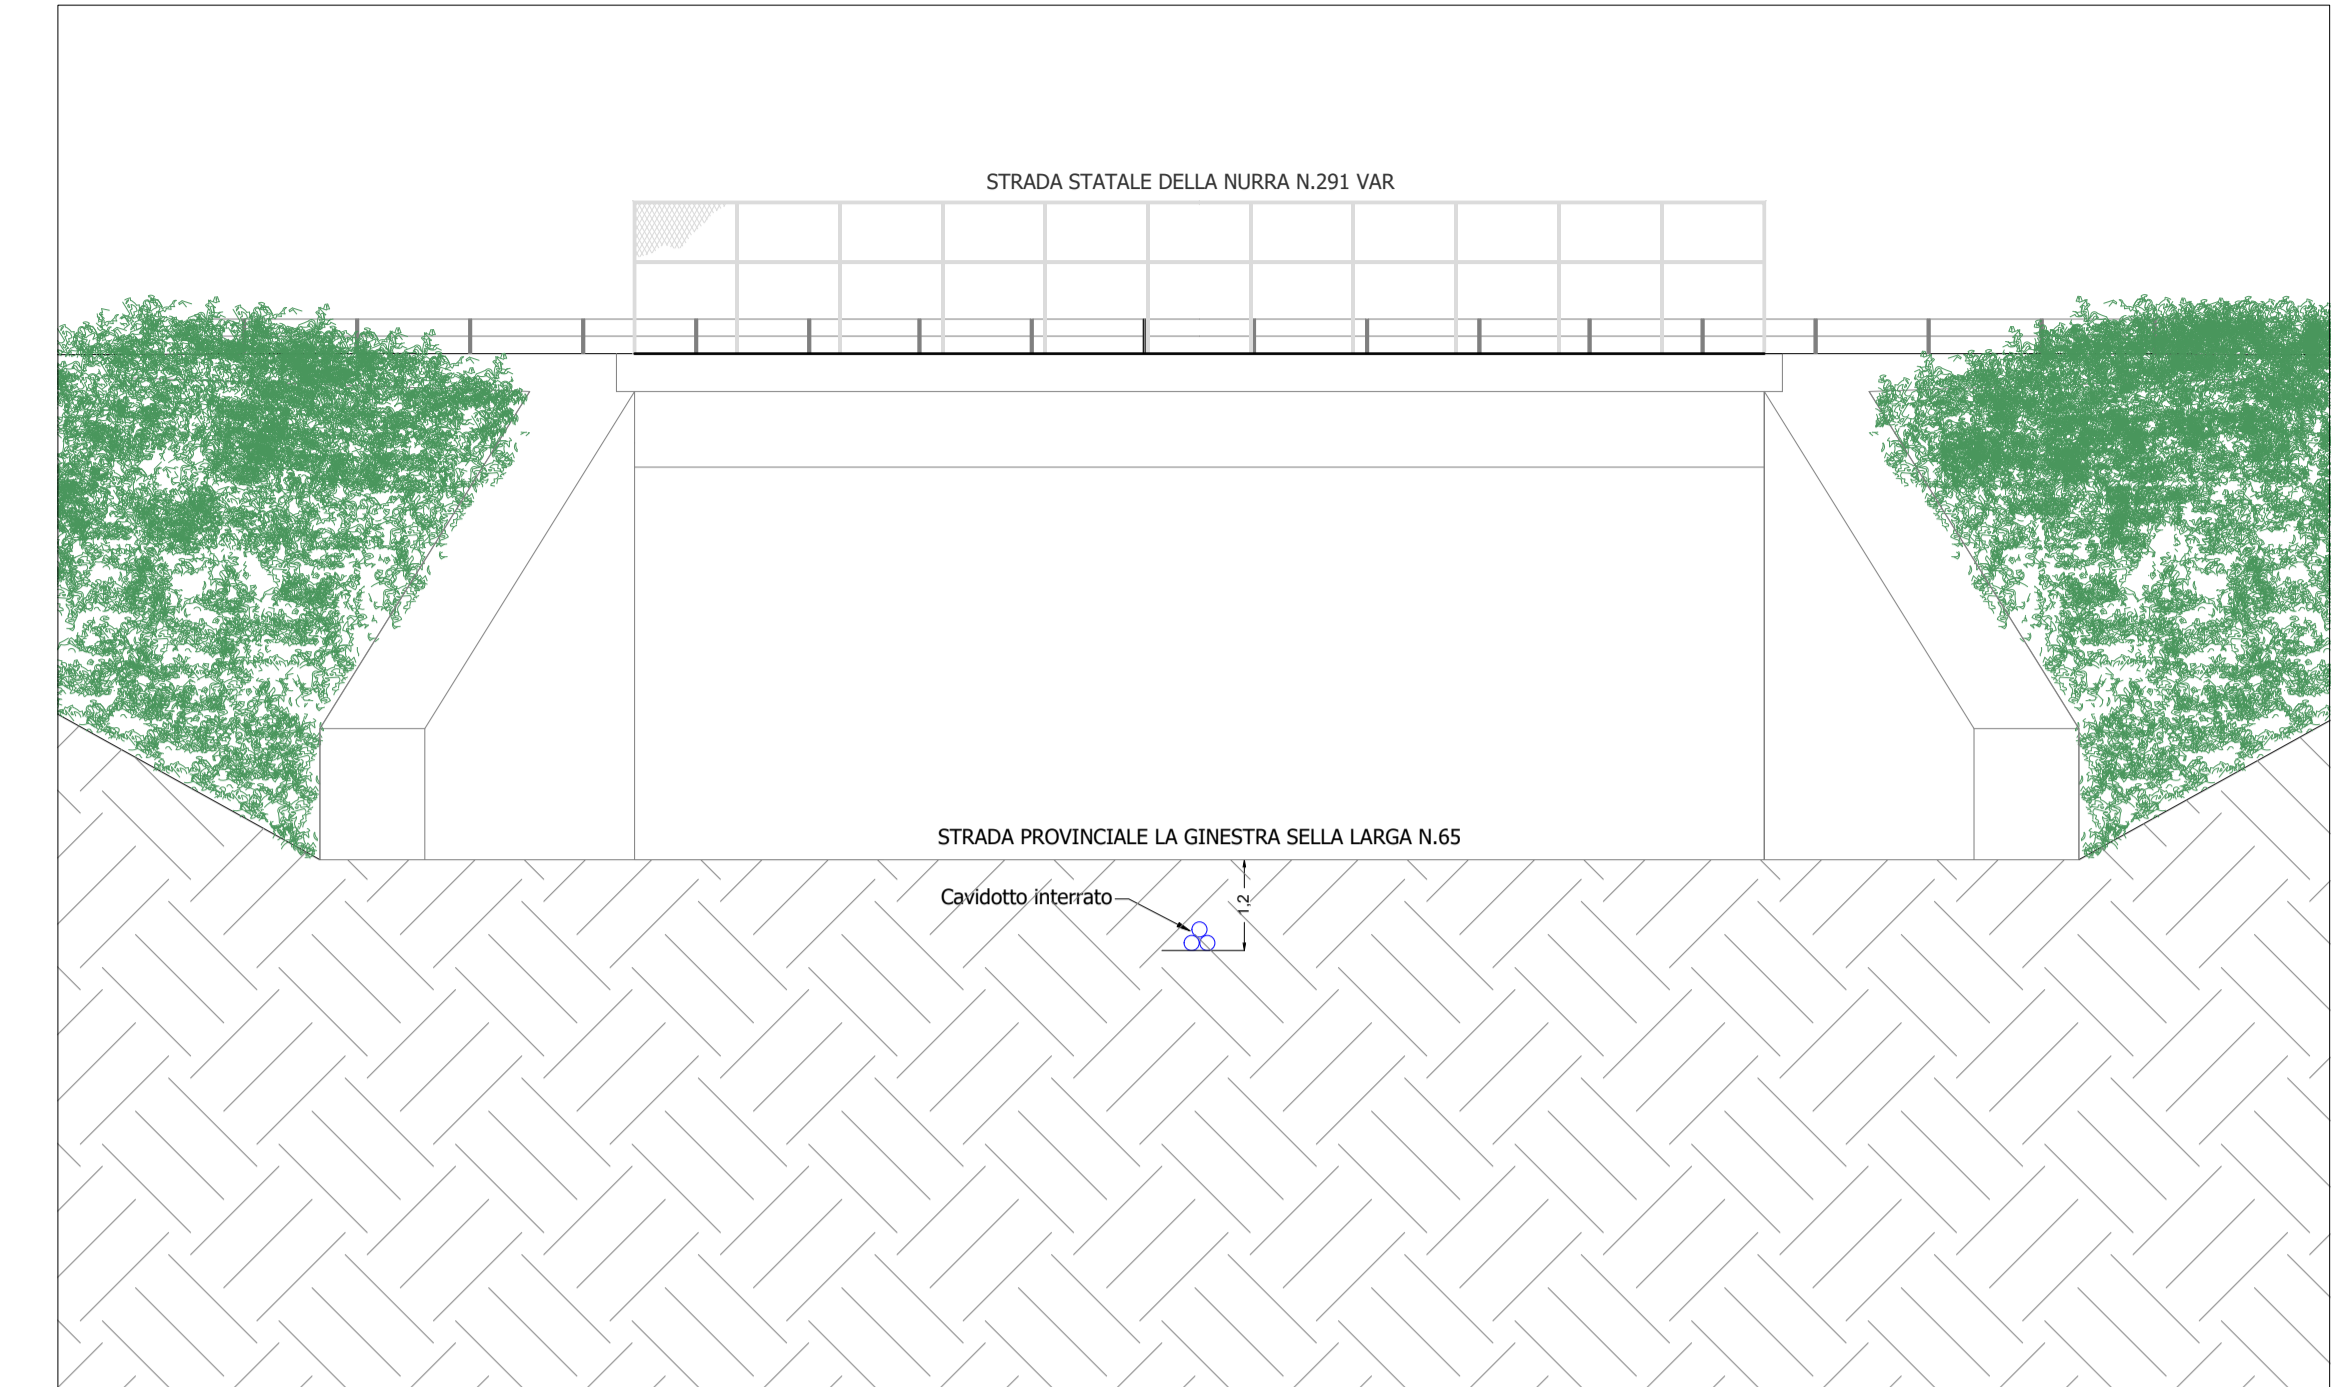 STRADA STATALE DELLA NURRA N.291 VAR
STRADA PROVINCIALE LA GINESTRA SELLA LARGA N.65
Cavidotto interrato
1,2